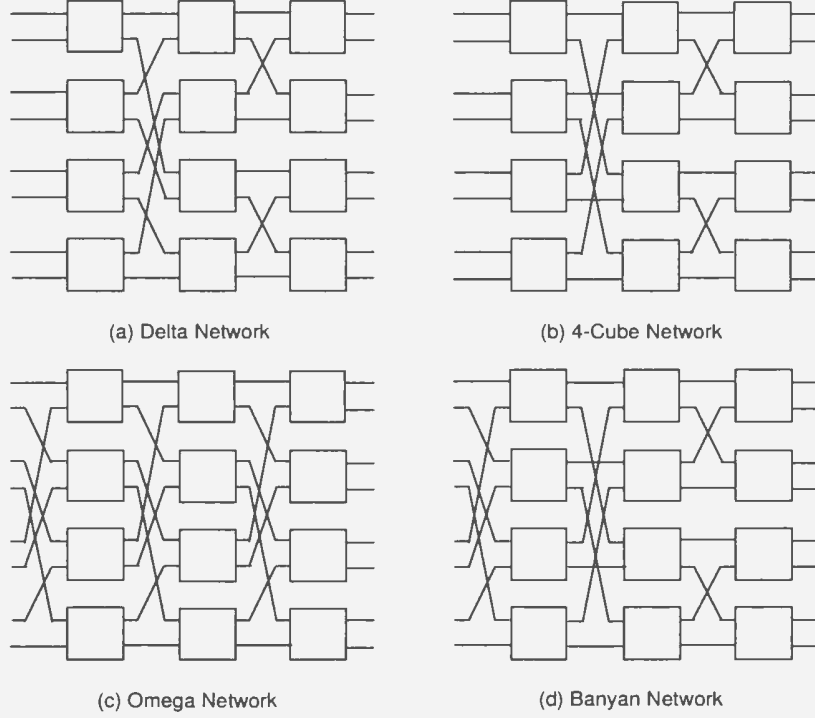 (a) Delta Network
(b) 4-Cube Network
(c) Omega Network
(d) Banyan Network